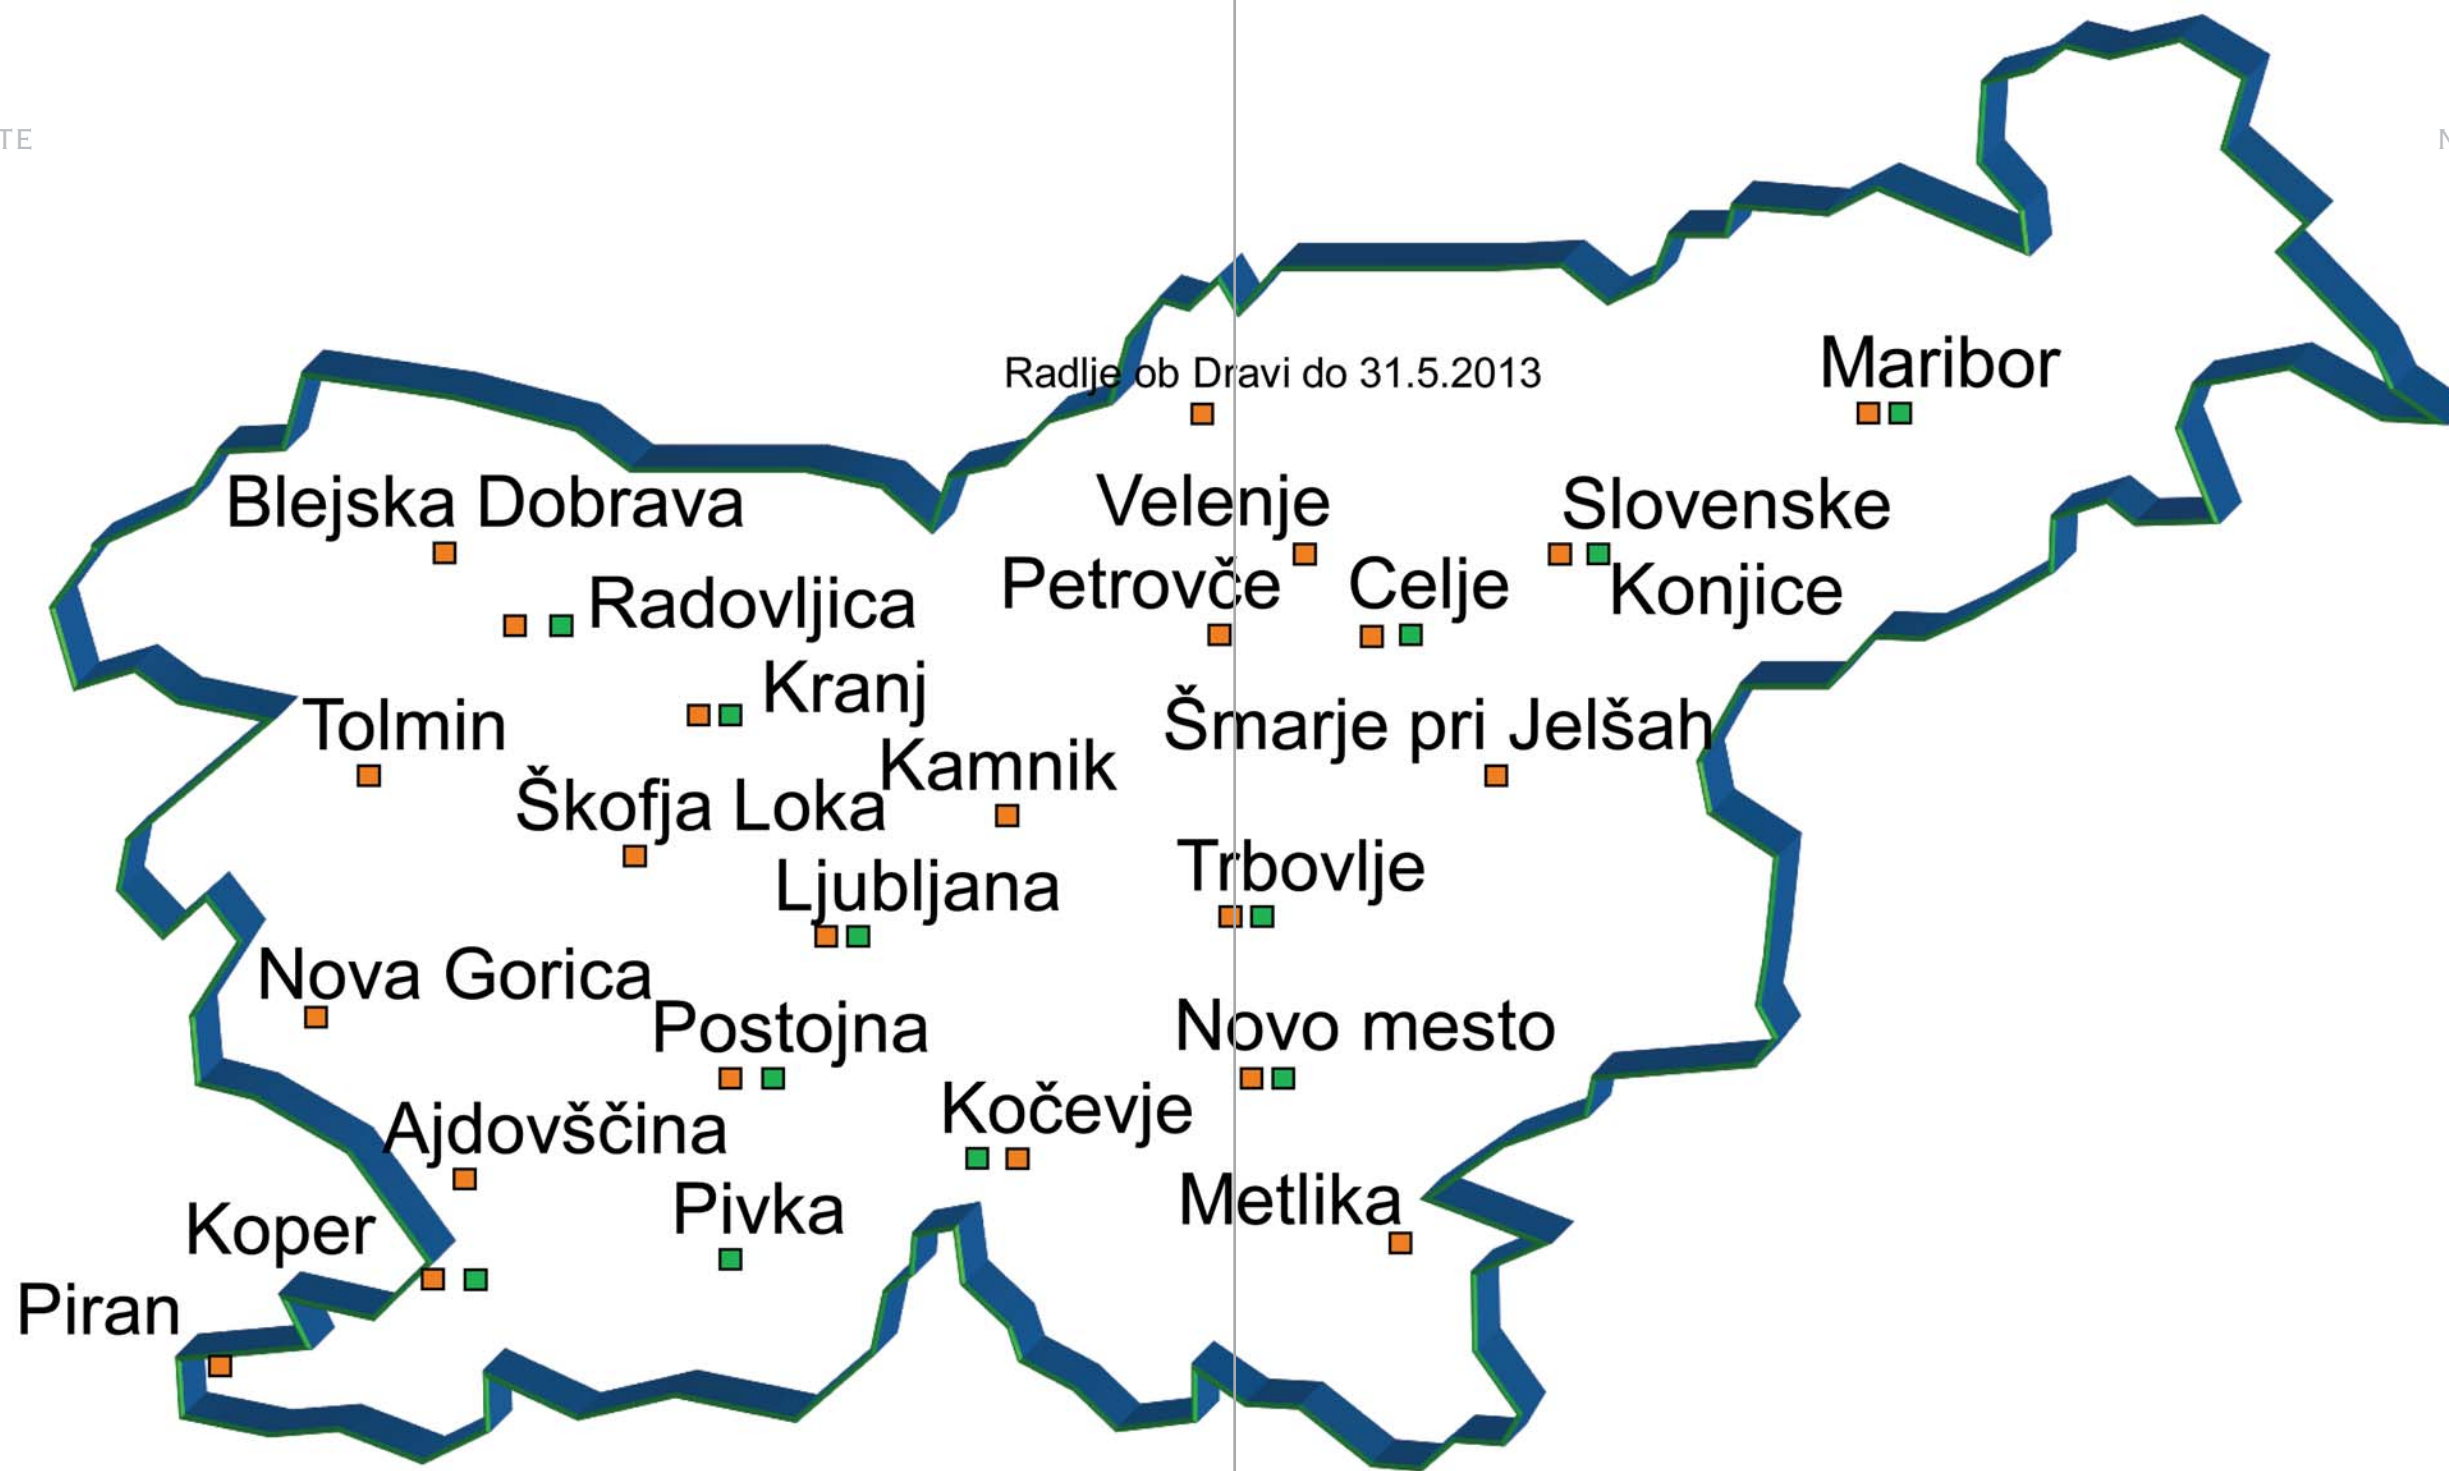 TE
N
Radlje ob Dravi do 31.5.2013
Maribor
Blejska Dobrava
Velenje
Slovenske
Konjice
Petrovče
Celje
Radovljica
Kranj
Tolmin
Šmarje pri Jelšah
Kamnik
Škofja Loka
Trbovlje
Ljubljana
Nova Gorica
Postojna
Novo mesto
Kočevje
Ajdovščina
Metlika
Pivka
Koper
Piran